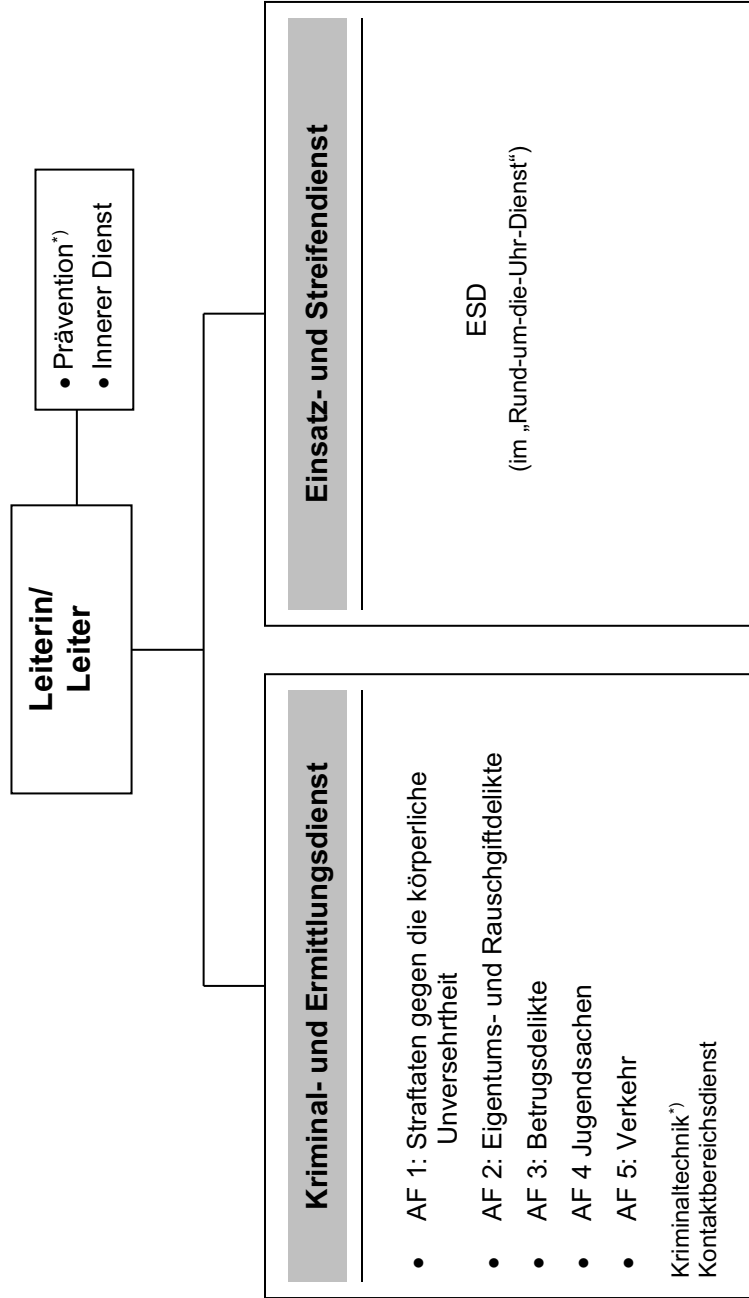 Leiterin/
Leiter
• Prävention*)
• Innerer Dienst
Kriminal- und Ermittlungsdienst
• AF 1: Straftaten gegen die körperliche
Unversehrtheit
• AF 2: Eigentums- und Rauschgiftdelikte
• AF 3: Betrugsdelikte
• AF 4 Jugendsachen
• AF 5: Verkehr
Kriminaltechnik*)
Kontaktbereichsdienst
Einsatz- und Streifendienst
ESD
(im „Rund-um-die-Uhr-Dienst“)